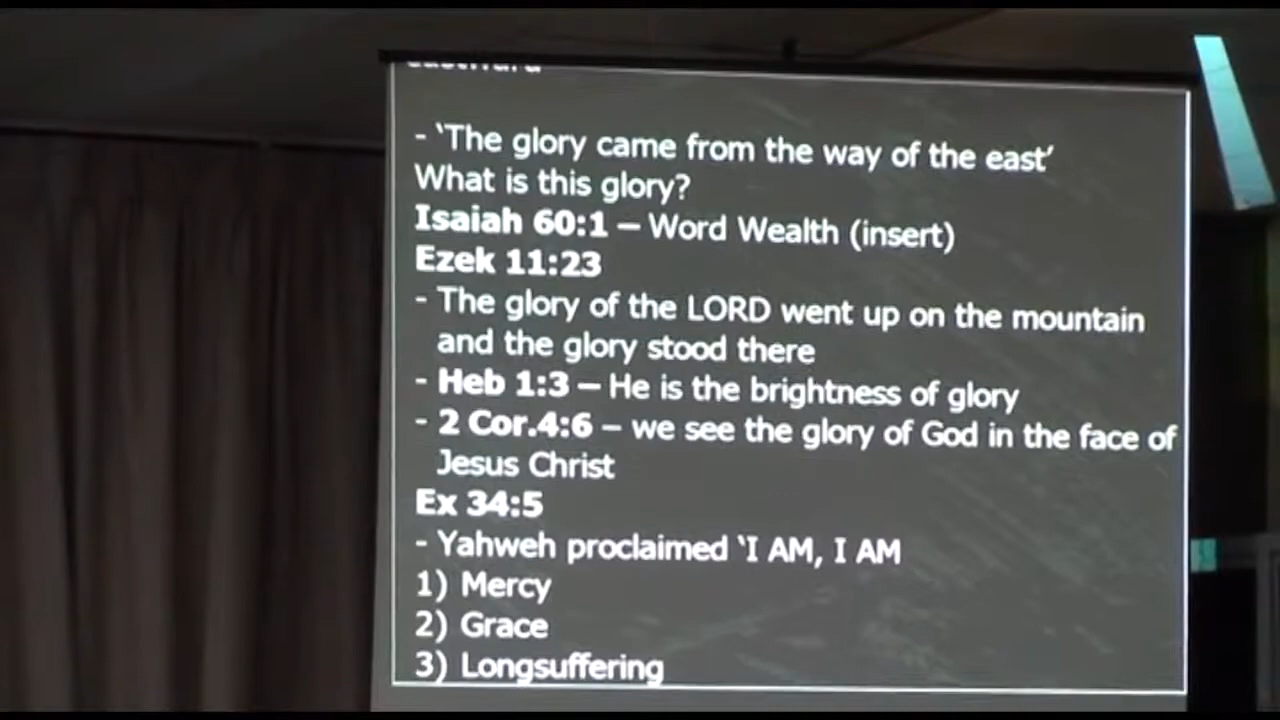 - ‘The glory came from the way of the east’
What is this glory?
Isaiah 60:1 – Word Wealth (insert)
Ezek 11:23
- The glory of the LORD went up on the mountain
and the glory stood there
- Heb 1:3 – He is the brightness of glory
- 2 Cor.4:6 – we see the glory of God in the face of
Jesus Christ
Ex 34:5
- Yahweh proclaimed ‘I AM, I AM
1) Mercy
2) Grace
3) Longsuffering